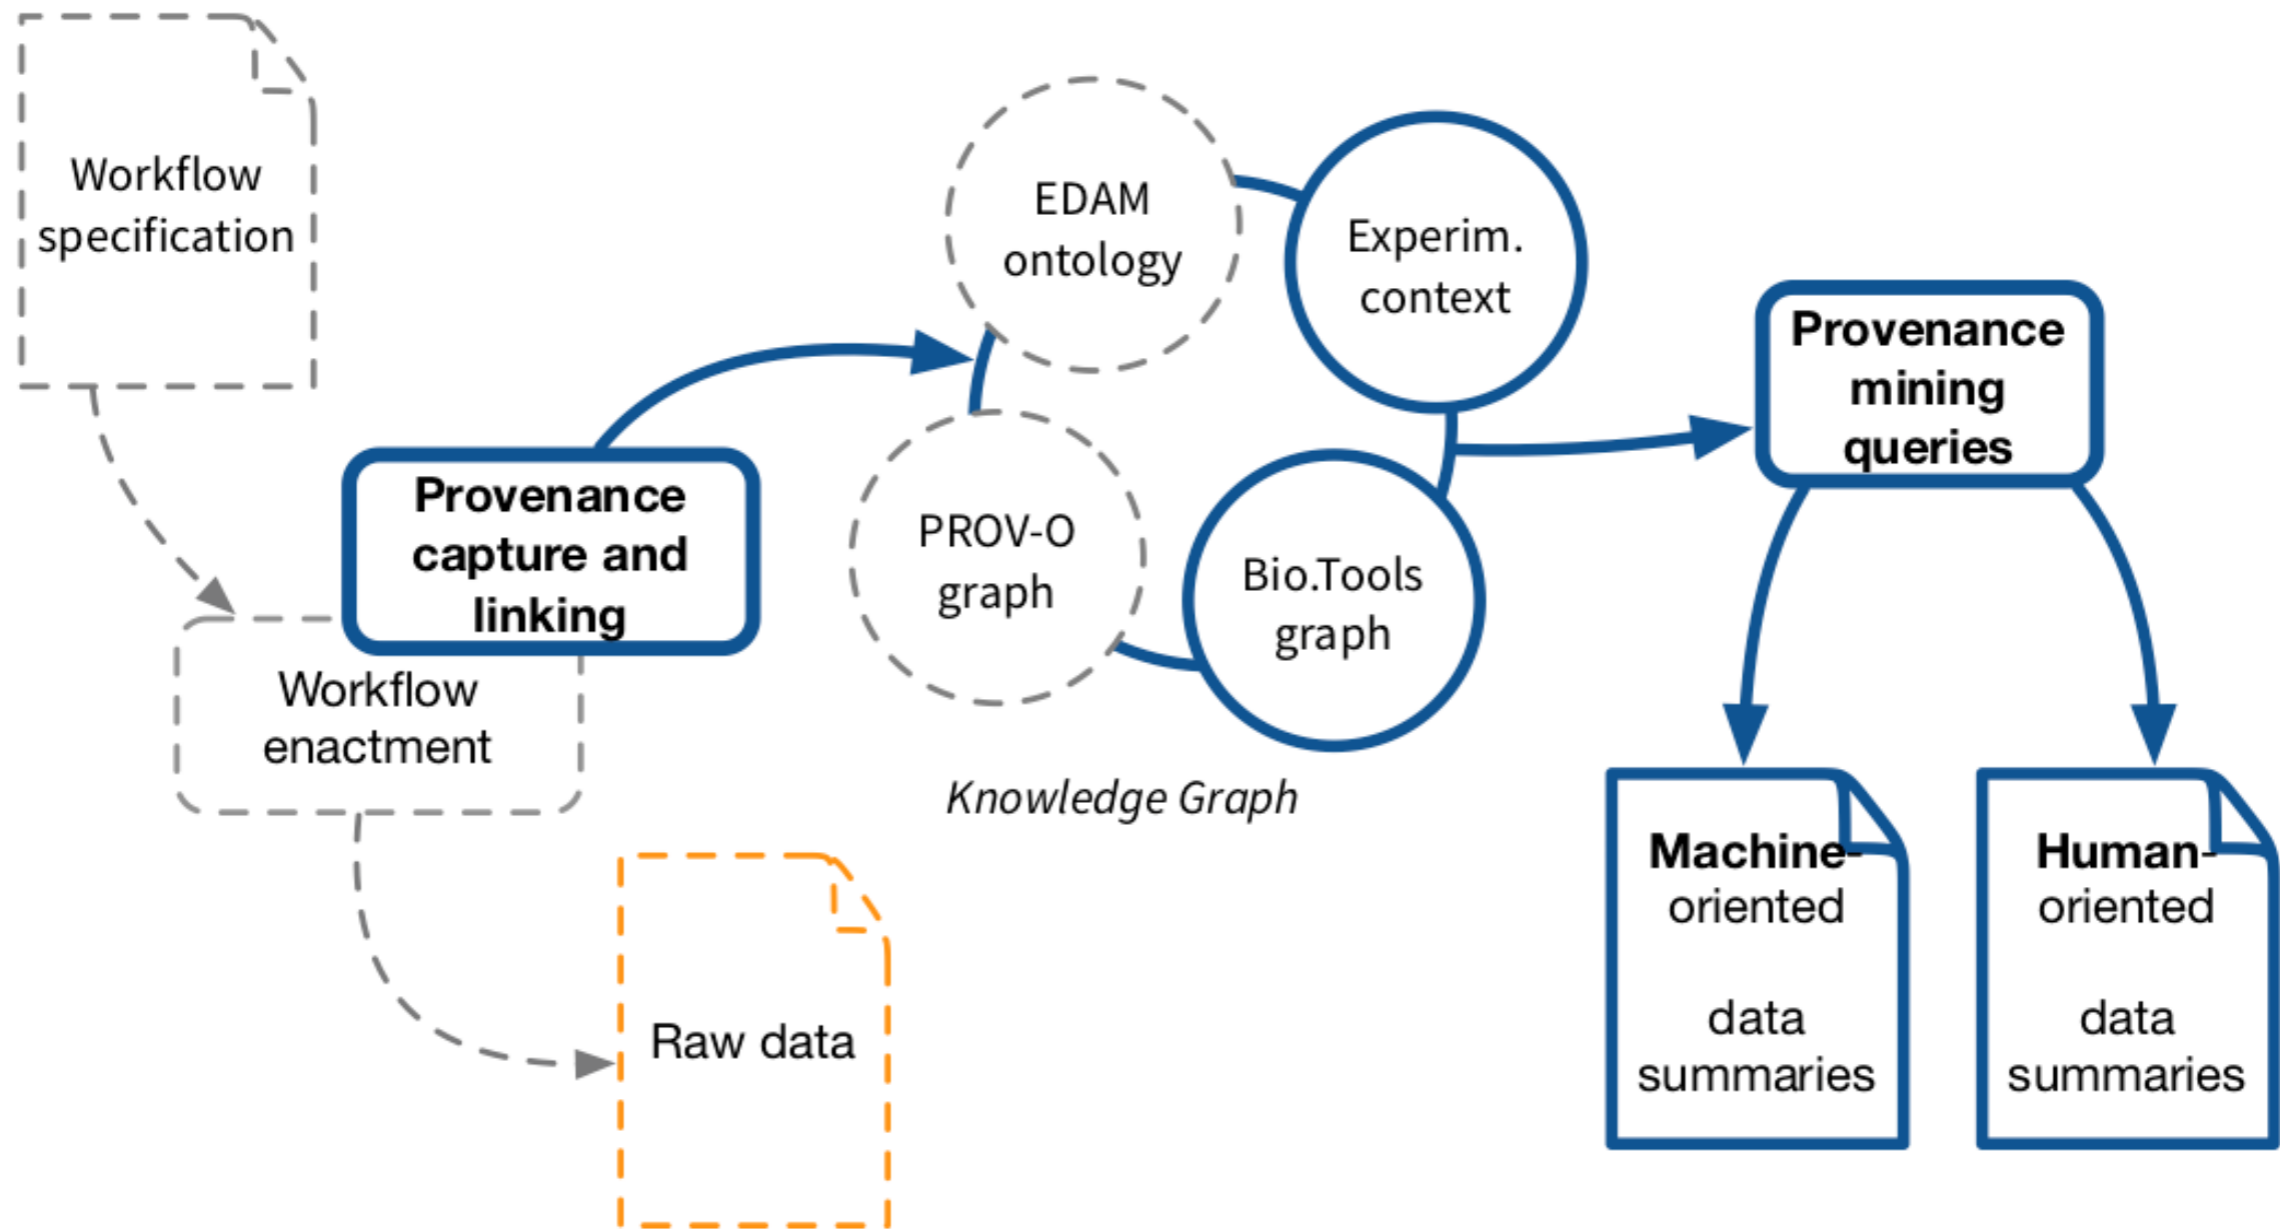 Workflow
specification
Provenance
capture and
linking
Workflow
enactment
Raw data
EDAM
ontology
Experim.
context
PROV-O
graph
Bio.Tools
graph
Knowledge Graph
Provenance
mining
queries
Machine-
oriented
data
summaries
Human-
oriented
data
summaries